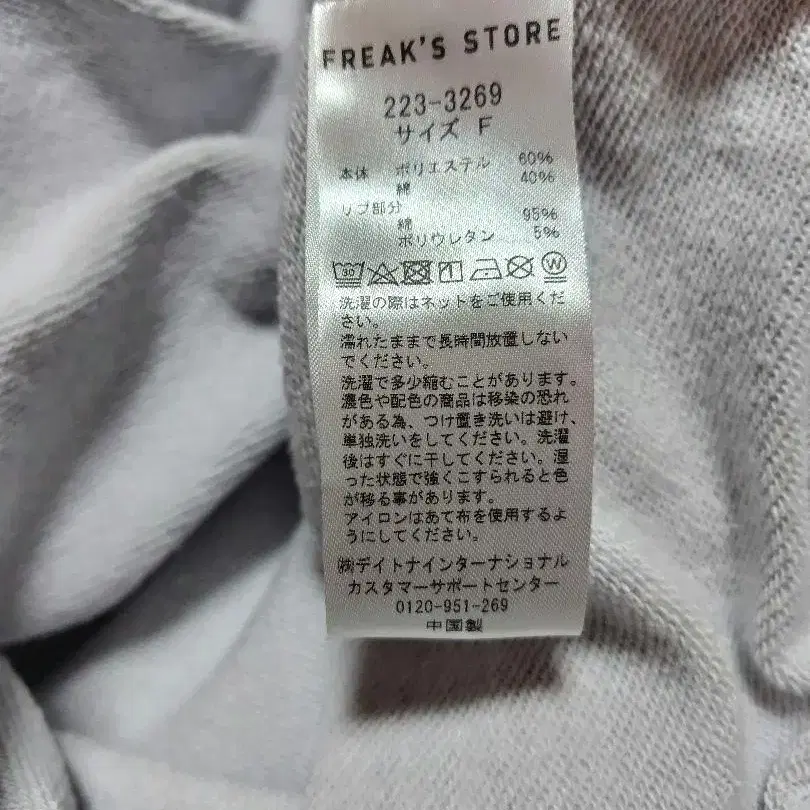 FREAK'S STORE
223-3269
サイズ F
本体 ポリエステル 60%
綿 40%
リブ部分
綿 95%
ポリウレタン 5%
30 W
洗濯の際はネットをご使用くだ
さい。
濡れたままで長時間放置しない
でください。
洗濯で多少縮むことがあります。
濃色や配色の商品は移染の恐れ
がある為、つけ置き洗いは避け、
単独洗いをしてください。洗濯
後はすぐに干してください。湿
った状態で強くこすられると色
が移る事があります。
アイロンはあて布を使用するよ
うにしてください。
㈱デイトナインターナショナル
カスタマーサポートセンター
0120-951-269
中国製